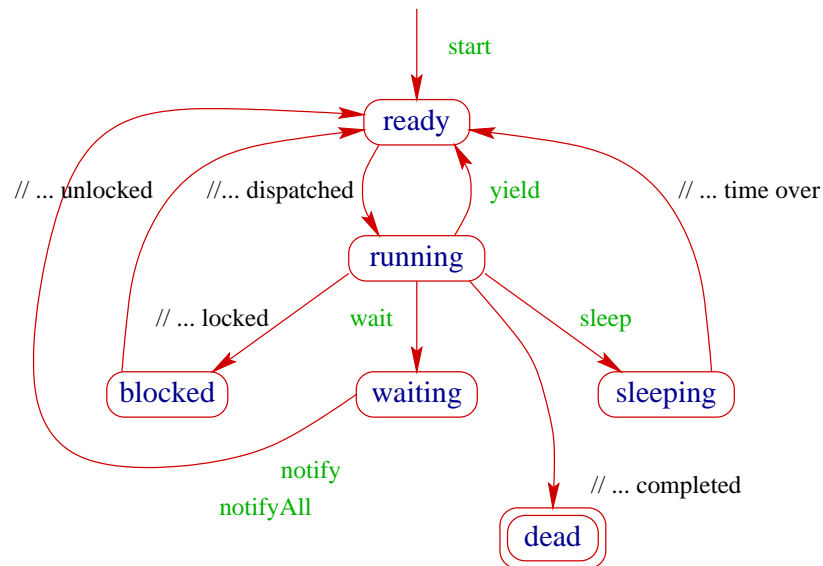 start
ready
// ... unlocked
//... dispatched
yield
// ... time over
running
// ... locked
wait
sleep
blocked
waiting
sleeping
notify
notifyAll
// ... completed
dead